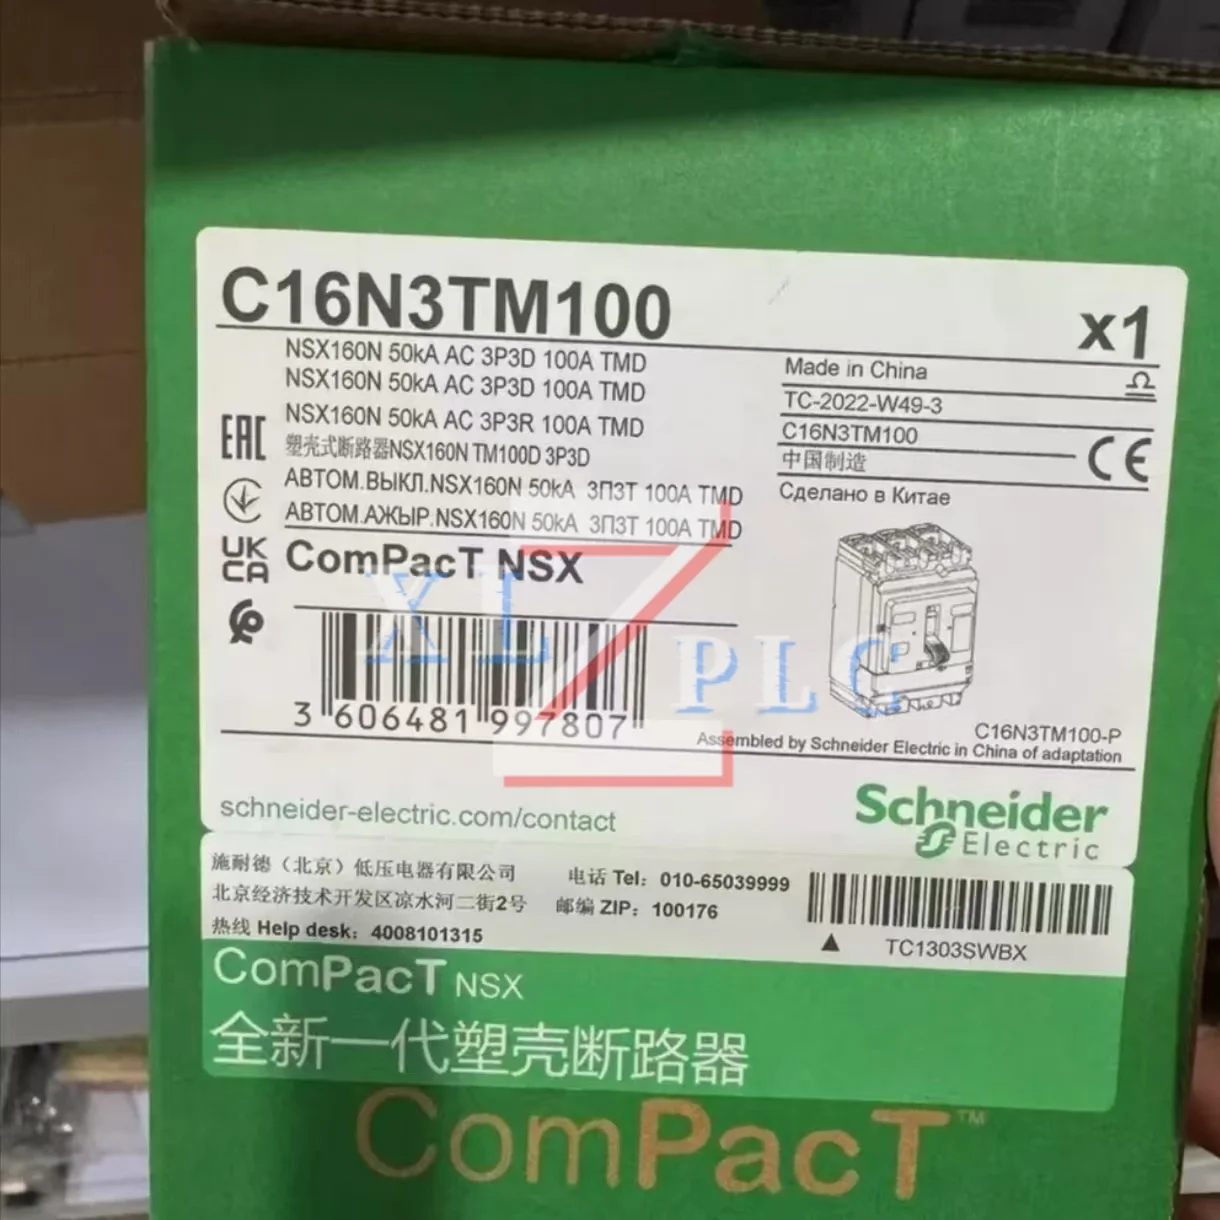 C16N3TM100
x1
NSX160N 50kA AC 3P3D 100A TMD
NSX160N 50kA AC 3P3D 100A TMD
NSX160N 50kA AC 3P3R 100A TMD
塑壳式断路器NSX160N TM100D 3P3D
АВТОМ.ВЫКЛ.NSX160N 50kA 3П3Т 100A TMD
АВТОМ.АЖЫР.NSX160N 50kA 3П3Т 100A TMD
ComPacT NSX
EAC
UK
CA
Made in China
TC-2022-W49-3
C16N3TM100
中国制造
CE
Сделано в Китае
XL Z PLC
3 606481 997807
C16N3TM100-P
Assembled by Schneider Electric in China of adaptation
schneider-electric.com/contact
Schneider
Electric
施耐德（北京）低压电器有限公司 电话 Tel: 010-65039999
北京经济技术开发区凉水河二街2号 邮编 ZIP: 100176
热线 Help desk: 4008101315
TC1303SWBX
ComPacT NSX
全新一代塑壳断路器
ComPacT™